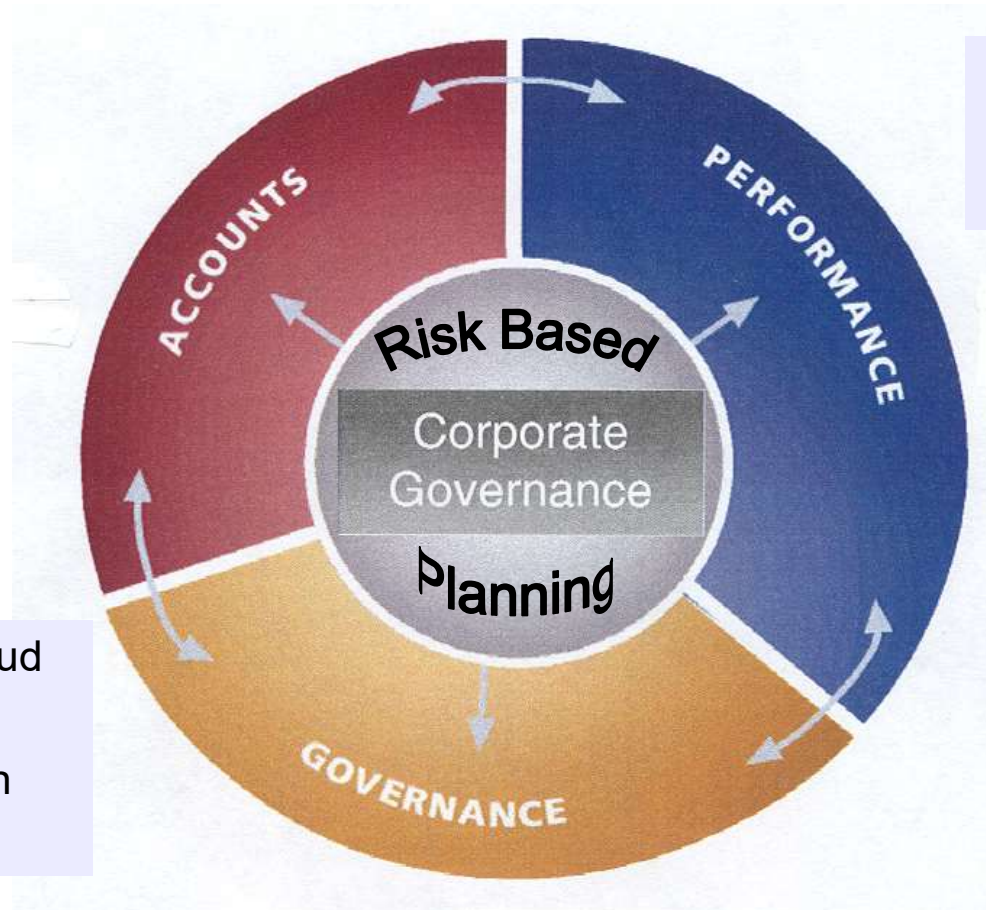 ACCOUNTS
PERFORMANCE
Risk Based
Corporate
Governance
Planning
GOVERNANCE